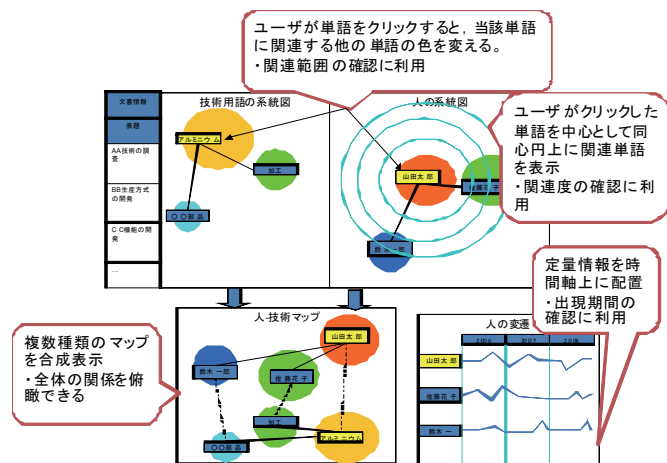 ユーザが単語をクリックすると，当該単語
に関連する他の単語の色を変える。
・関連範囲の確認に利用
文書情報
表題
AA技術の調
査
BB生産方式
の開発
CC機能の開
発
…
技術用語の系統図
アルミニウム
加工
〇〇部品
人の系統図
山田太郎
佐藤花子
鈴木一郎
ユーザがクリックした
単語を中心として同
心円上に関連単語
を表示
・関連度の確認に利
用
定量情報を時
間軸上に配置
・出現期間の
確認に利用
複数種類のマップ
を合成表示
・全体の関係を俯
瞰できる
人-技術マップ
山田太郎
鈴木一郎
佐藤花子
加工
アルミニウム
〇〇部品
人の変遷
山田太郎
佐藤花子
鈴木一